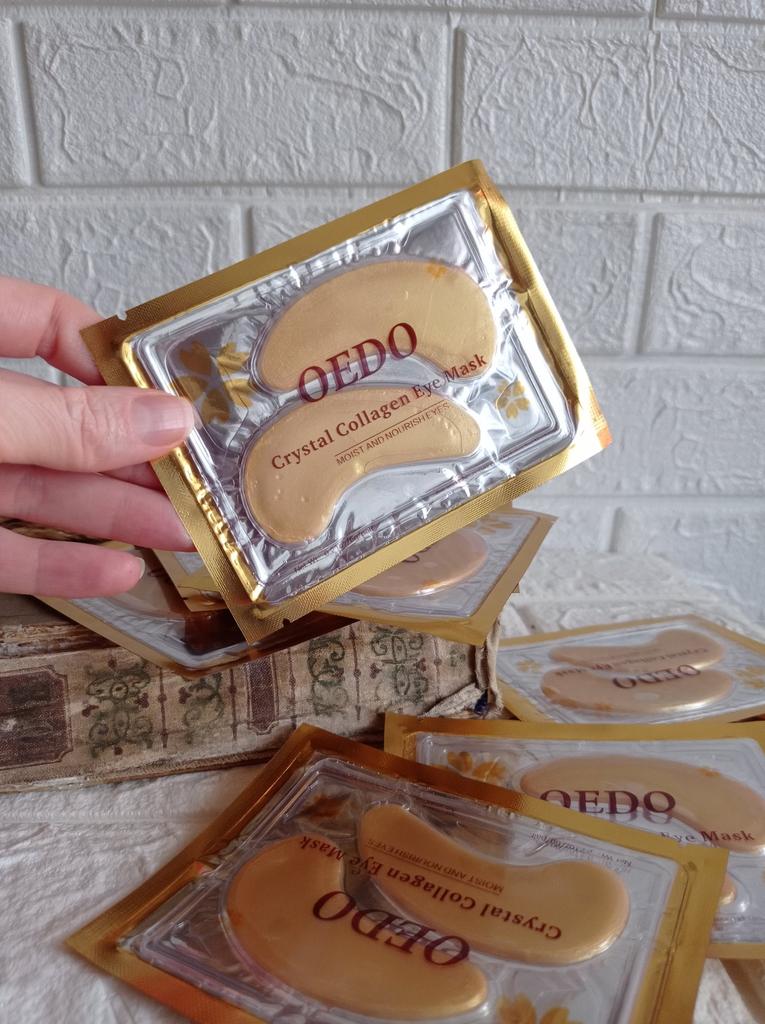 OEDO
Crystal Collagen Eye Mask
MOIST AND NOURISH EYES
OEDO
OEDO
Eye Mask
Crystal Collagen Eye Mask
MOIST AND NOURISH EYES
OEDO